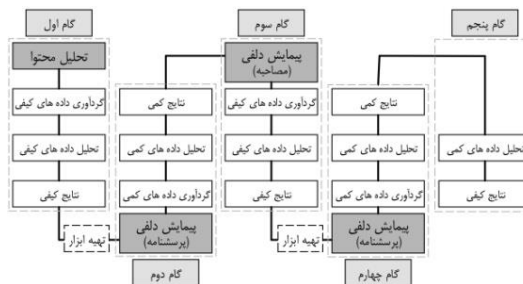 گام اول
تحلیل محتوا
گردآوری داده های کیفی
تحلیل داده های کیفی
نتایج کیفی
تهیه ابزار
نتایج کمی
تحلیل داده های کمی
گردآوری داده های کمی
پیمایش دلفی
(پرسشنامه)
گام دوم
گام سوم
پیمایش دلفی
(مصاحبه)
گردآوری داده های کیفی
تحلیل داده های کیفی
نتایج کیفی
تهیه ابزار
نتایج کمی
تحلیل داده های کمی
گردآوری داده های کمی
پیمایش دلفی
(پرسشنامه)
گام چهارم
گام پنجم
تحلیل داده های کمی
نتایج کیفی